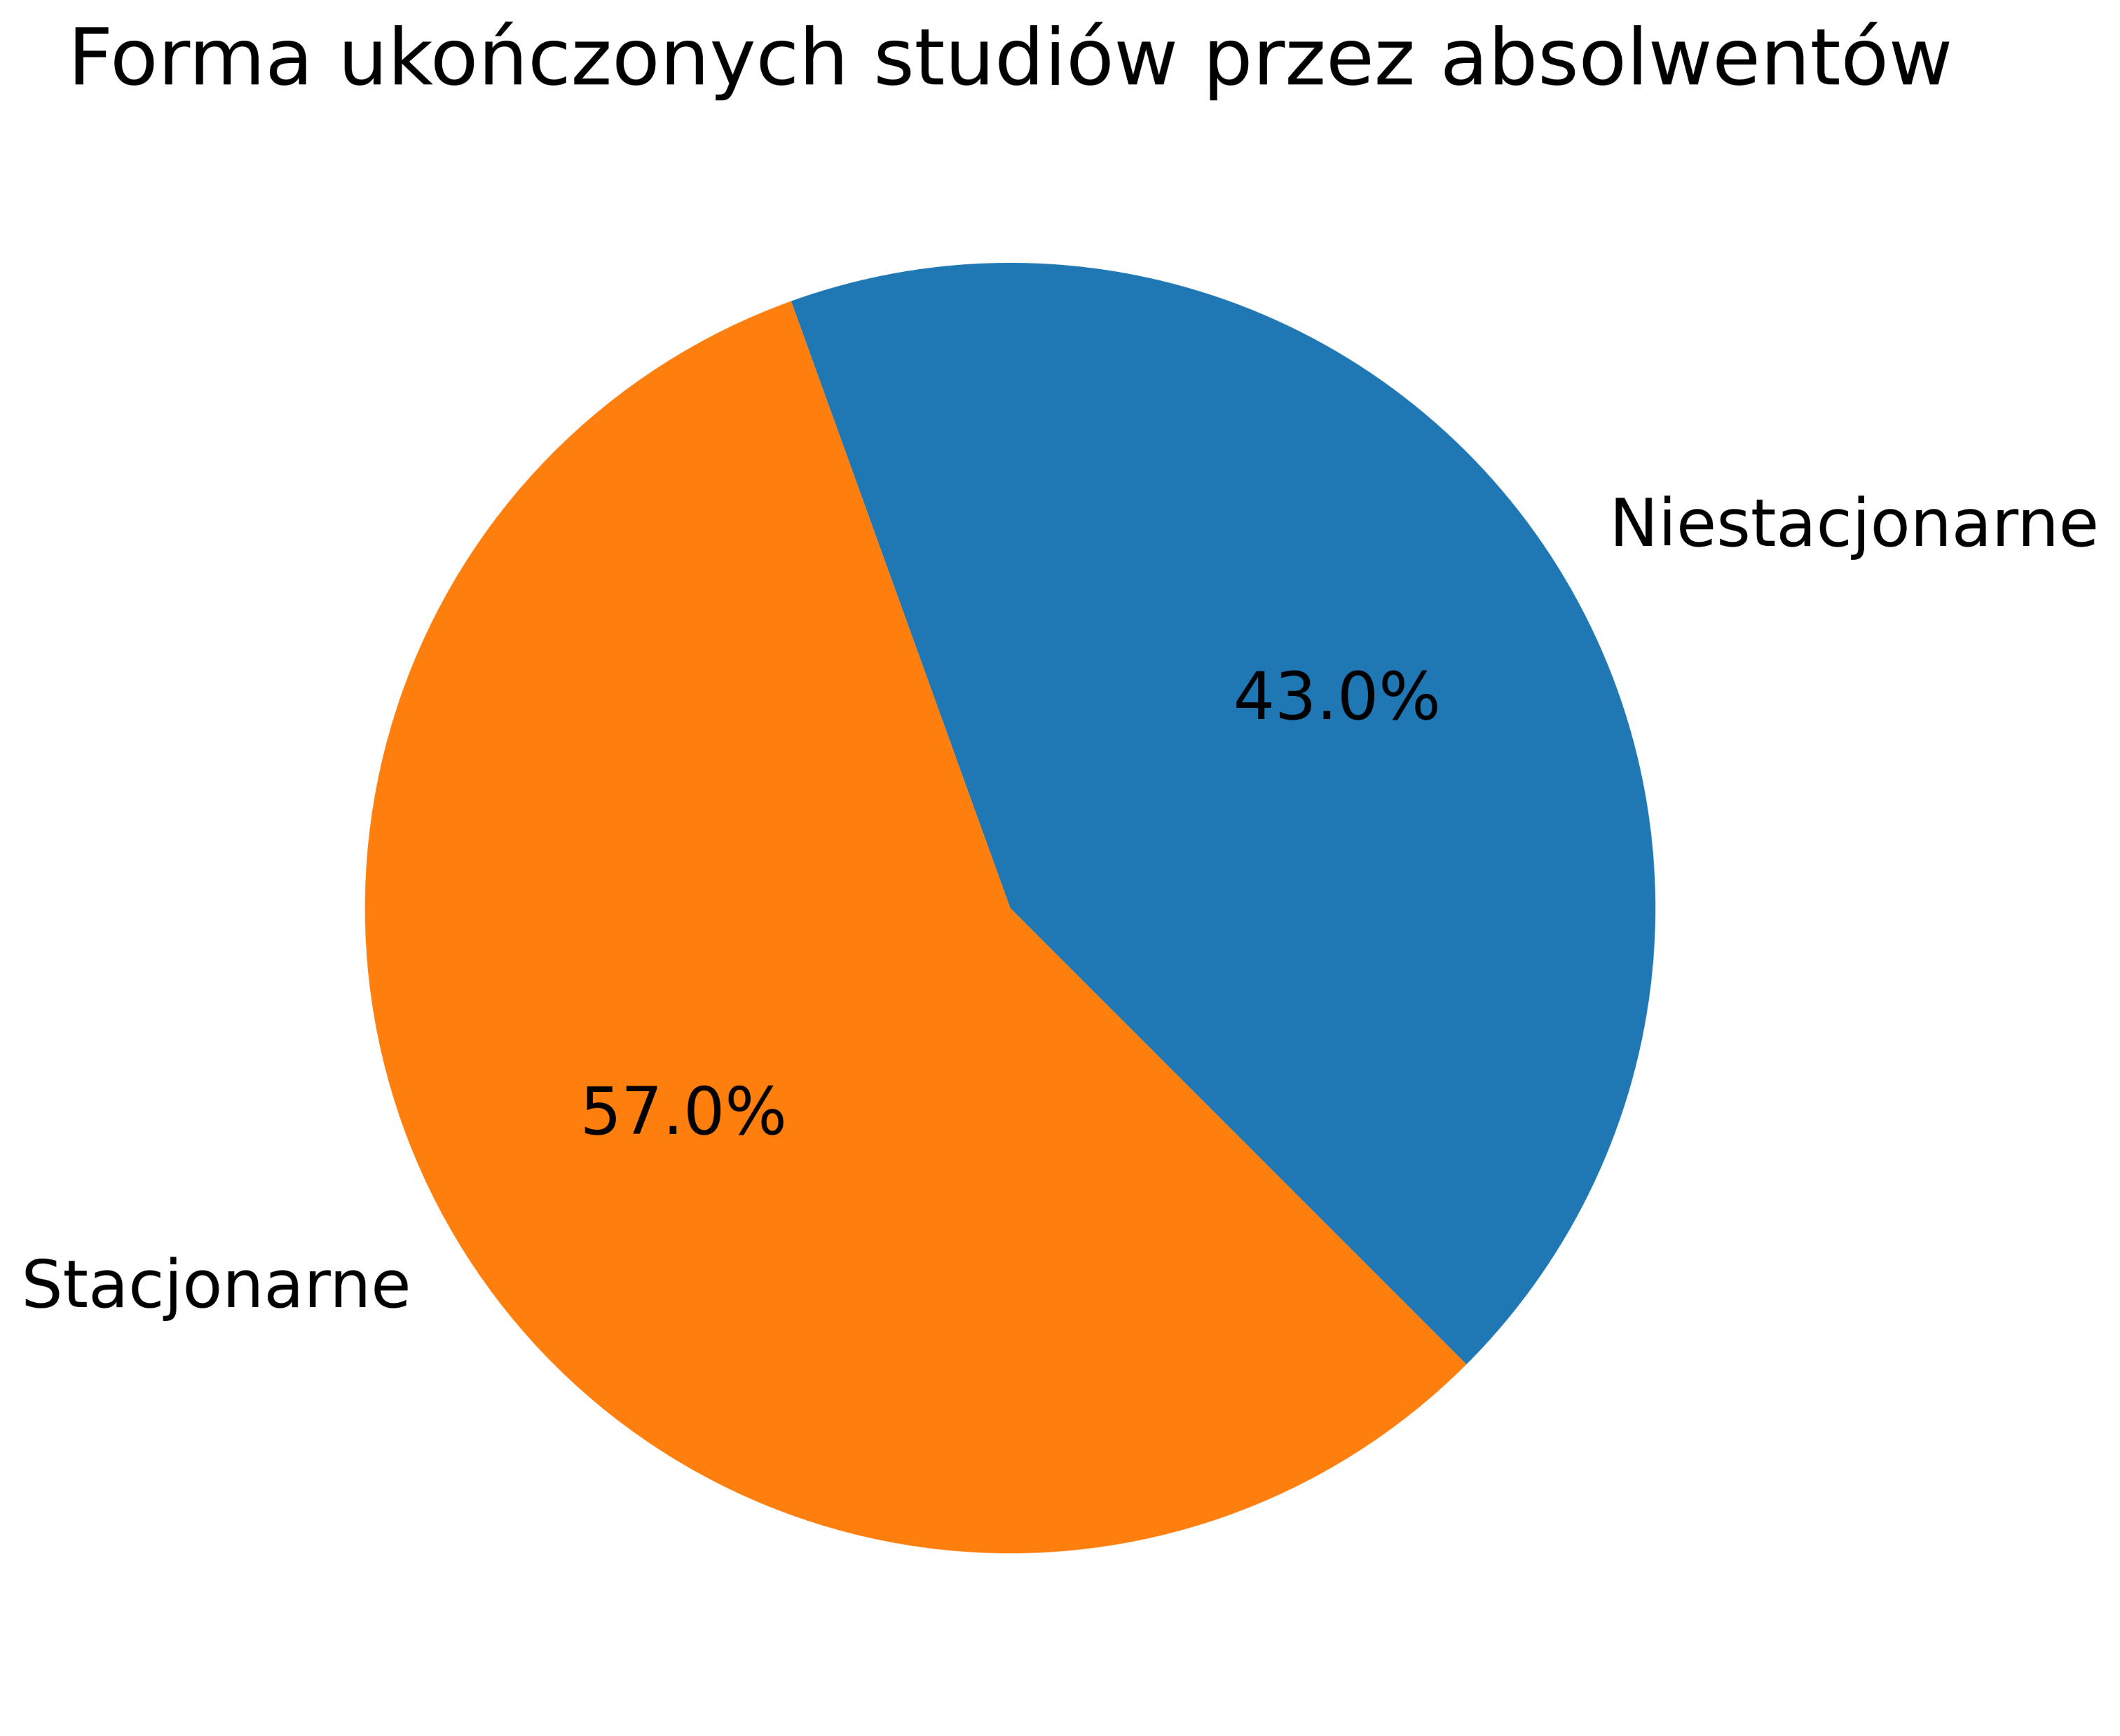 Forma ukończonych studiów przez absolwentów
Niestacjonarne
43.0%
57.0%
Stacjonarne